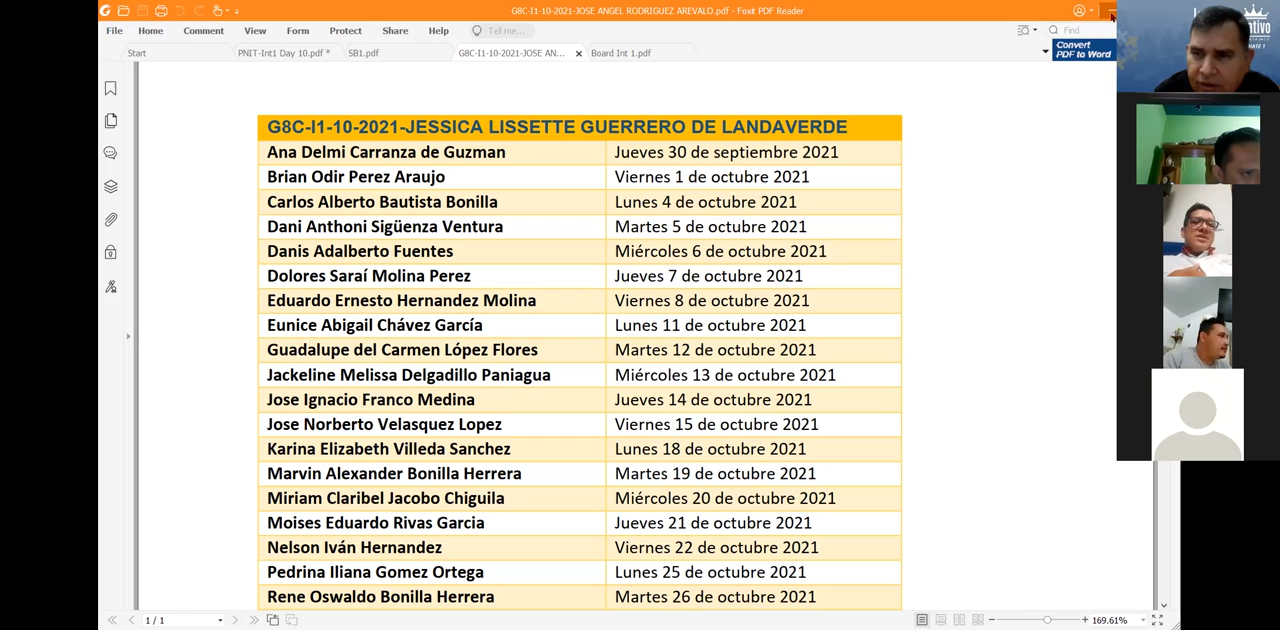 G8C-I1-10-2021-JOSE ANGEL RODRIGUEZ AREVALO.pdf - Foxit PDF Reader
File Home Comment View Form Protect Share Help Tell me... Find
Start PNIT-Int1 Day 10.pdf * SB1.pdf G8C-I1-10-2021-JOSE AN... Board Int 1.pdf
Convert
PDF to Word
G8C-I1-10-2021-JESSICA LISSETTE GUERRERO DE LANDAVERDE
Ana Delmi Carranza de Guzman Jueves 30 de septiembre 2021
Brian Odir Perez Araujo Viernes 1 de octubre 2021
Carlos Alberto Bautista Bonilla Lunes 4 de octubre 2021
Dani Anthoni Sigüenza Ventura Martes 5 de octubre 2021
Danis Adalberto Fuentes Miércoles 6 de octubre 2021
Dolores Saraí Molina Perez Jueves 7 de octubre 2021
Eduardo Ernesto Hernandez Molina Viernes 8 de octubre 2021
Eunice Abigail Chávez García Lunes 11 de octubre 2021
Guadalupe del Carmen López Flores Martes 12 de octubre 2021
Jackeline Melissa Delgadillo Paniagua Miércoles 13 de octubre 2021
Jose Ignacio Franco Medina Jueves 14 de octubre 2021
Jose Norberto Velasquez Lopez Viernes 15 de octubre 2021
Karina Elizabeth Villeda Sanchez Lunes 18 de octubre 2021
Marvin Alexander Bonilla Herrera Martes 19 de octubre 2021
Miriam Claribel Jacobo Chiguila Miércoles 20 de octubre 2021
Moises Eduardo Rivas Garcia Jueves 21 de octubre 2021
Nelson Iván Hernandez Viernes 22 de octubre 2021
Pedrina Iliana Gomez Ortega Lunes 25 de octubre 2021
Rene Oswaldo Bonilla Herrera Martes 26 de octubre 2021
1 / 1 169.61%